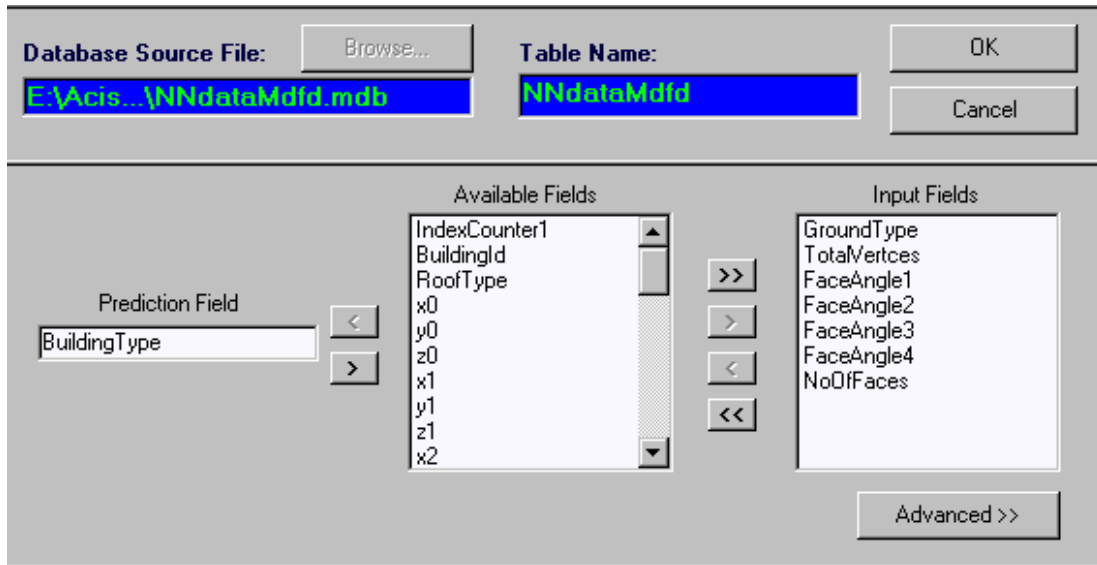 Database Source File:
Browse...
Table Name:
OK
E:\Acis...\NNdataMdfd.mdb
NNdataMdfd
Cancel
Available Fields
Input Fields
Prediction Field
BuildingType
<
>
IndexCounter1
BuildingId
RoofType
x0
y0
z0
x1
y1
z1
x2
>>
>
<
<<
GroundType
TotalVertces
FaceAngle1
FaceAngle2
FaceAngle3
FaceAngle4
NoOfFaces
Advanced >>